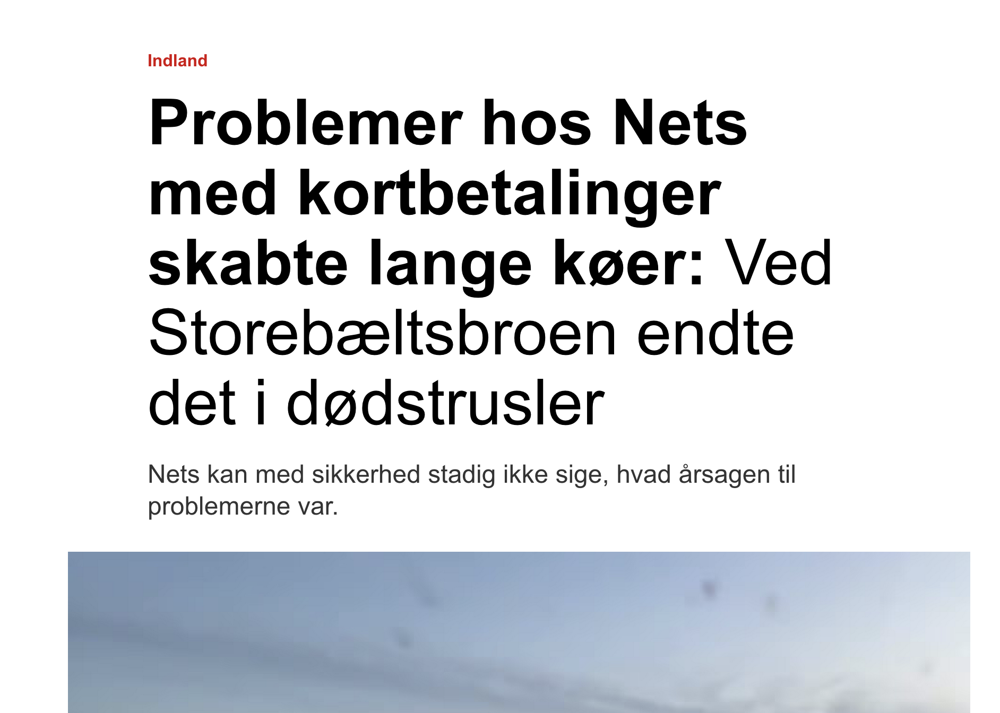 Indland
Problemer hos Nets
med kortbetalinger
skabte lange køer: Ved
Storebæltsbroen endte
det i dødstrusler
Nets kan med sikkerhed stadig ikke sige, hvad årsagen til
problemerne var.